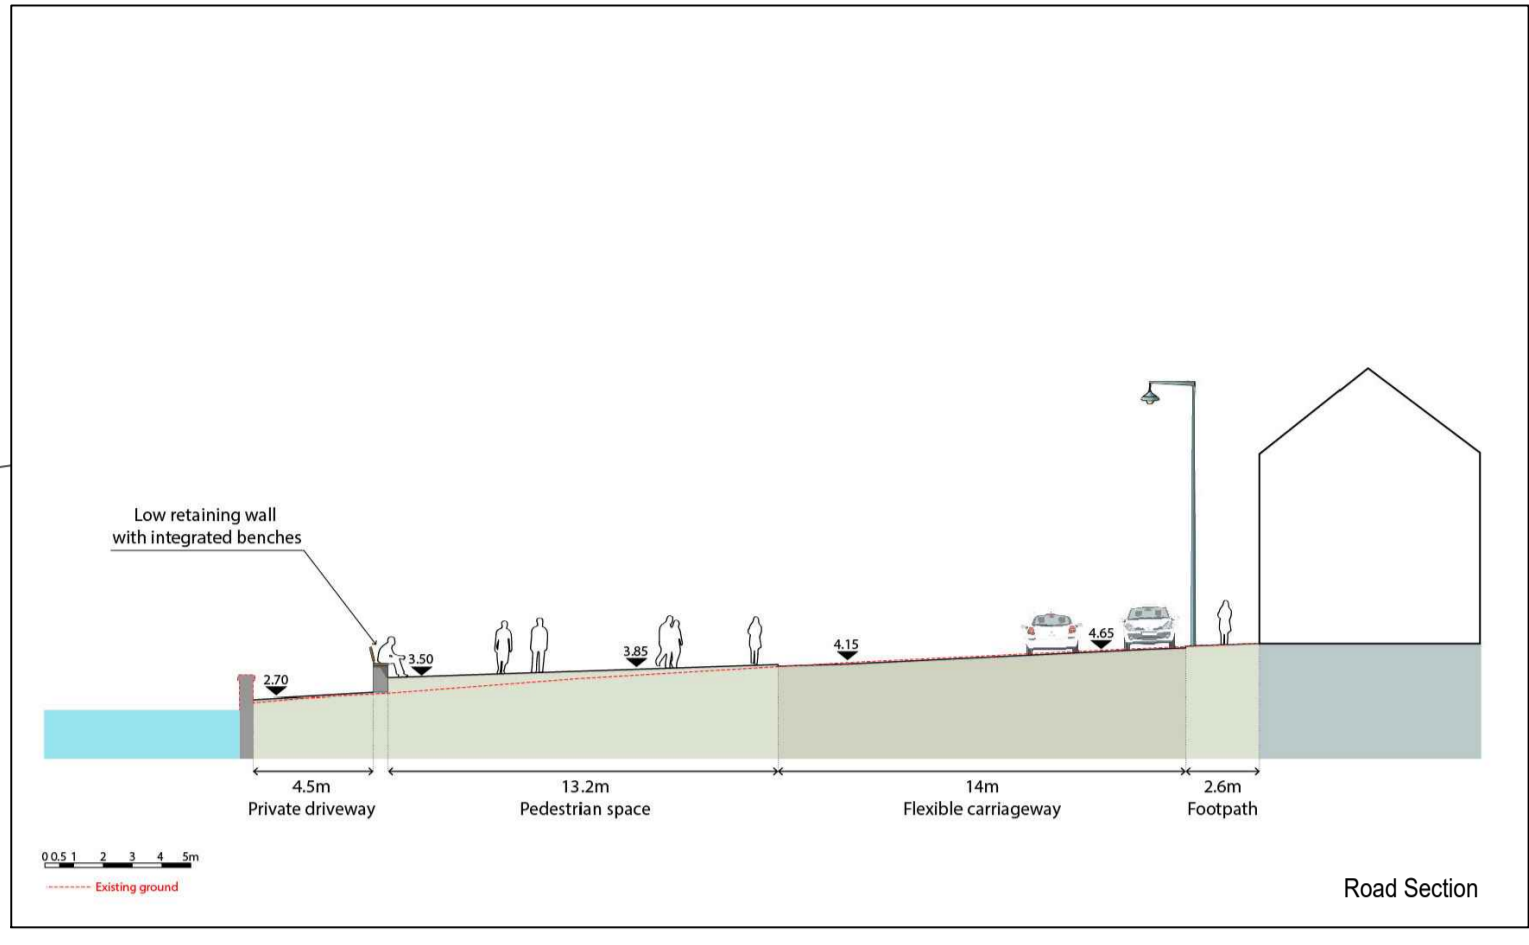 Low retaining wall
with integrated benches
2.70
3.50
3.85
4.15
4.65
4.5m
Private driveway
13.2m
Pedestrian space
14m
Flexible carriageway
2.6m
Footpath
0 0.5 1 2 3 4 5m
Existing ground
Road Section